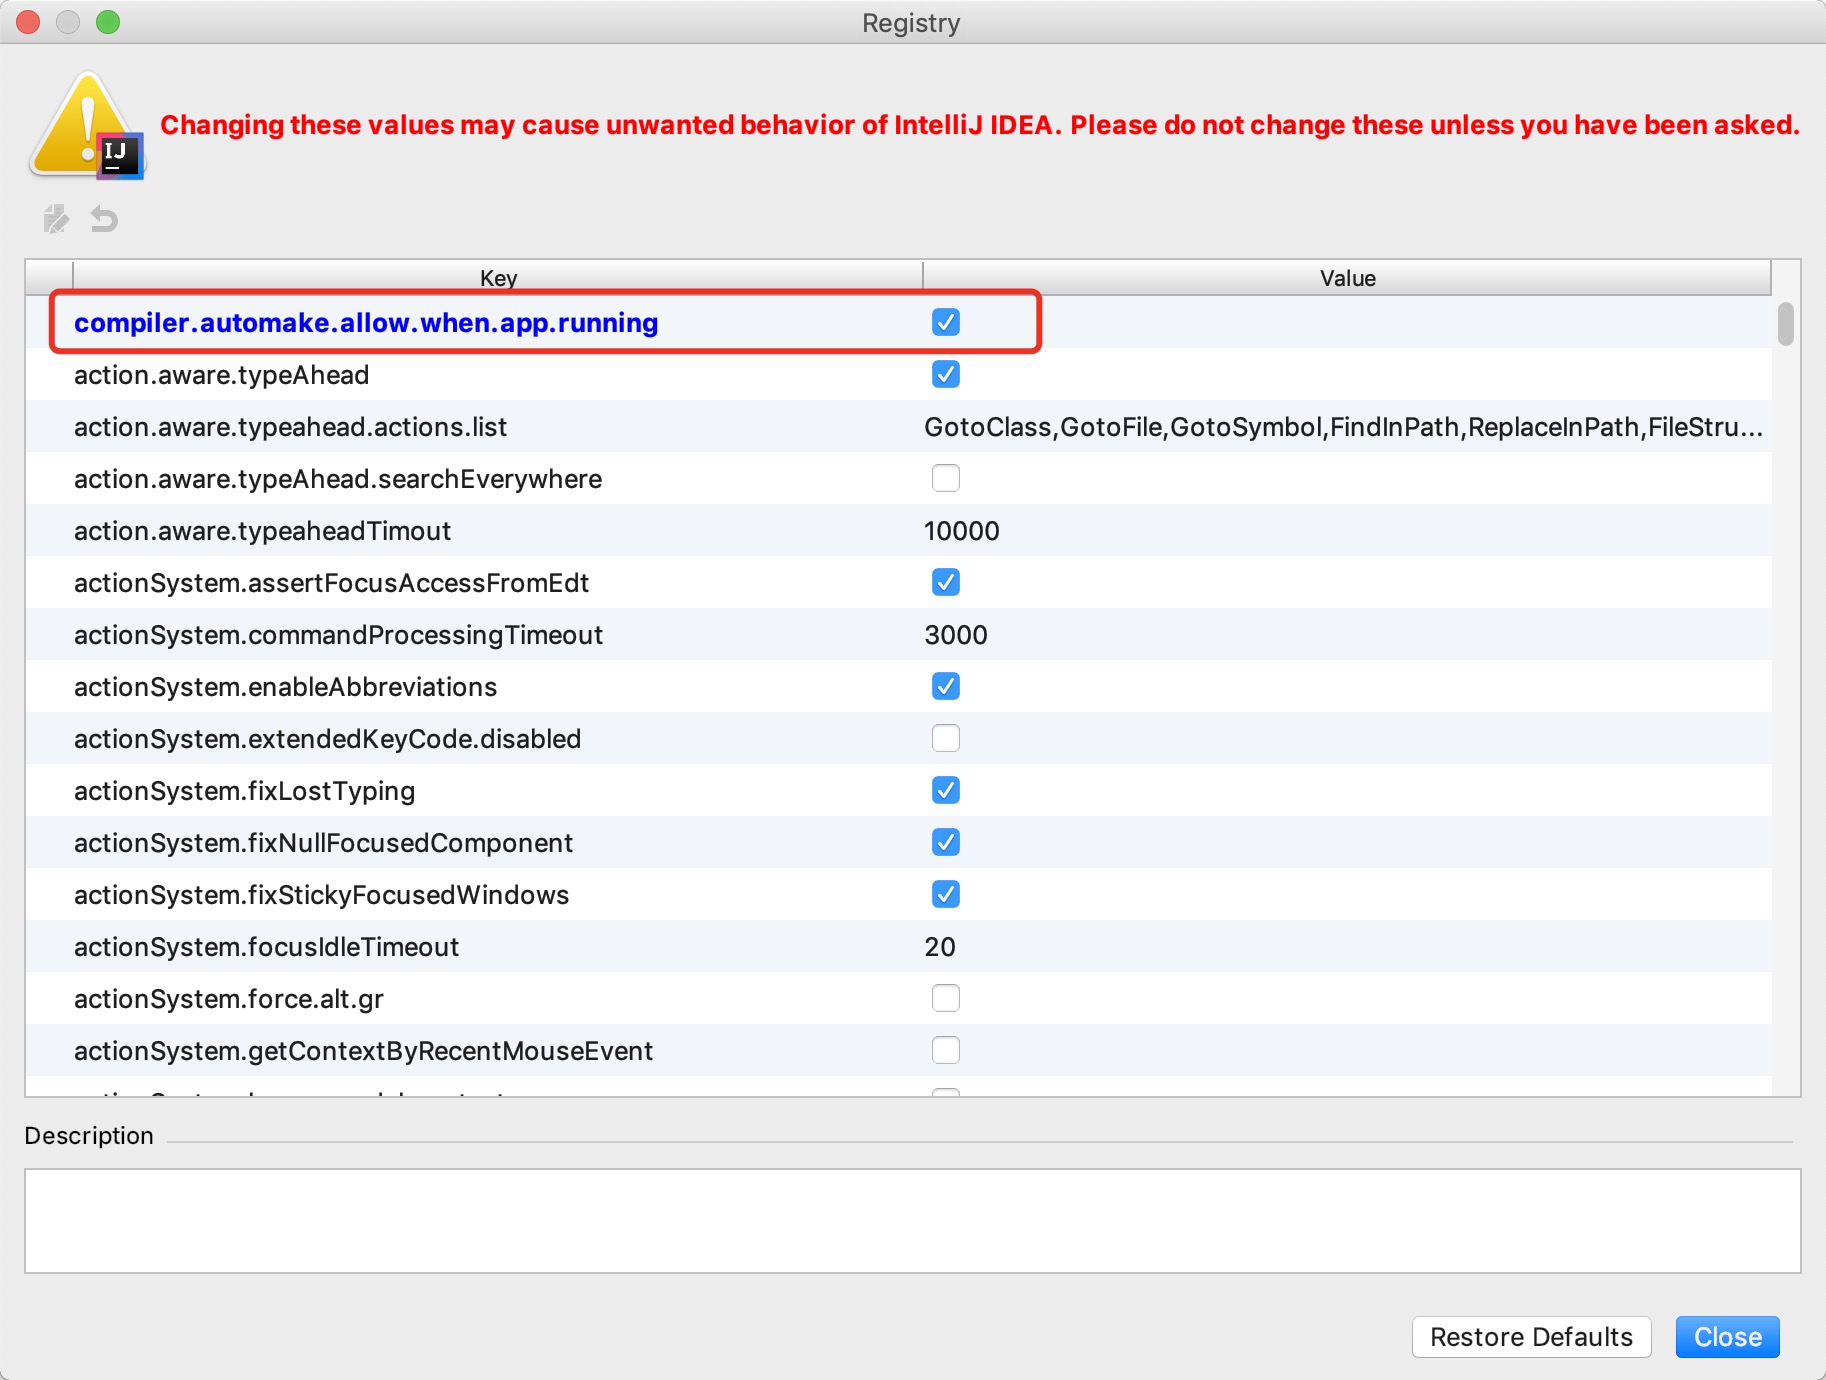 Registry
Changing these values may cause unwanted behavior of IntelliJ IDEA. Please do not change these unless you have been asked.
IJ
Key Value
compiler.automake.allow.when.app.running
action.aware.typeAhead
action.aware.typeahead.actions.list GotoClass,GotoFile,GotoSymbol,FindInPath,ReplaceInPath,FileStru...
action.aware.typeAhead.searchEverywhere
action.aware.typeaheadTimout 10000
actionSystem.assertFocusAccessFromEdt
actionSystem.commandProcessingTimeout 3000
actionSystem.enableAbbreviations
actionSystem.extendedKeyCode.disabled
actionSystem.fixLostTyping
actionSystem.fixNullFocusedComponent
actionSystem.fixStickyFocusedWindows
actionSystem.focusIdleTimeout 20
actionSystem.force.alt.gr
actionSystem.getContextByRecentMouseEvent
Description
Restore Defaults Close